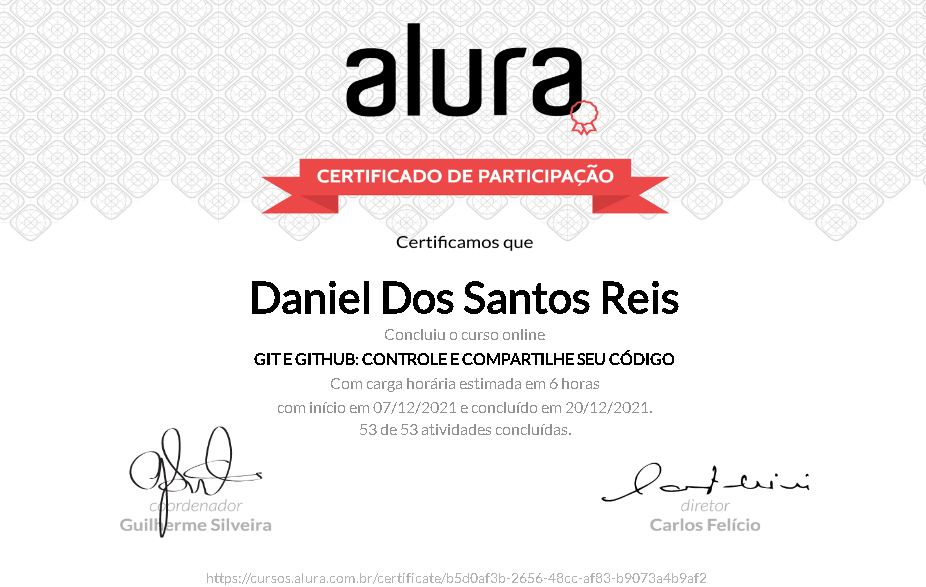 alura
CERTIFICADO DE PARTICIPAÇÃO
Certificamos que
Daniel Dos Santos Reis
Concluiu o curso online
GIT E GITHUB: CONTROLE E COMPARTILHE SEU CÓDIGO
Com carga horária estimada em 6 horas
com início em 07/12/2021 e concluído em 20/12/2021.
53 de 53 atividades concluídas.
coordenador
Guilherme Silveira
diretor
Carlos Felício
https://cursos.alura.com.br/certificate/b5d0af3b-2656-48cc-af83-b9073a4b9af2